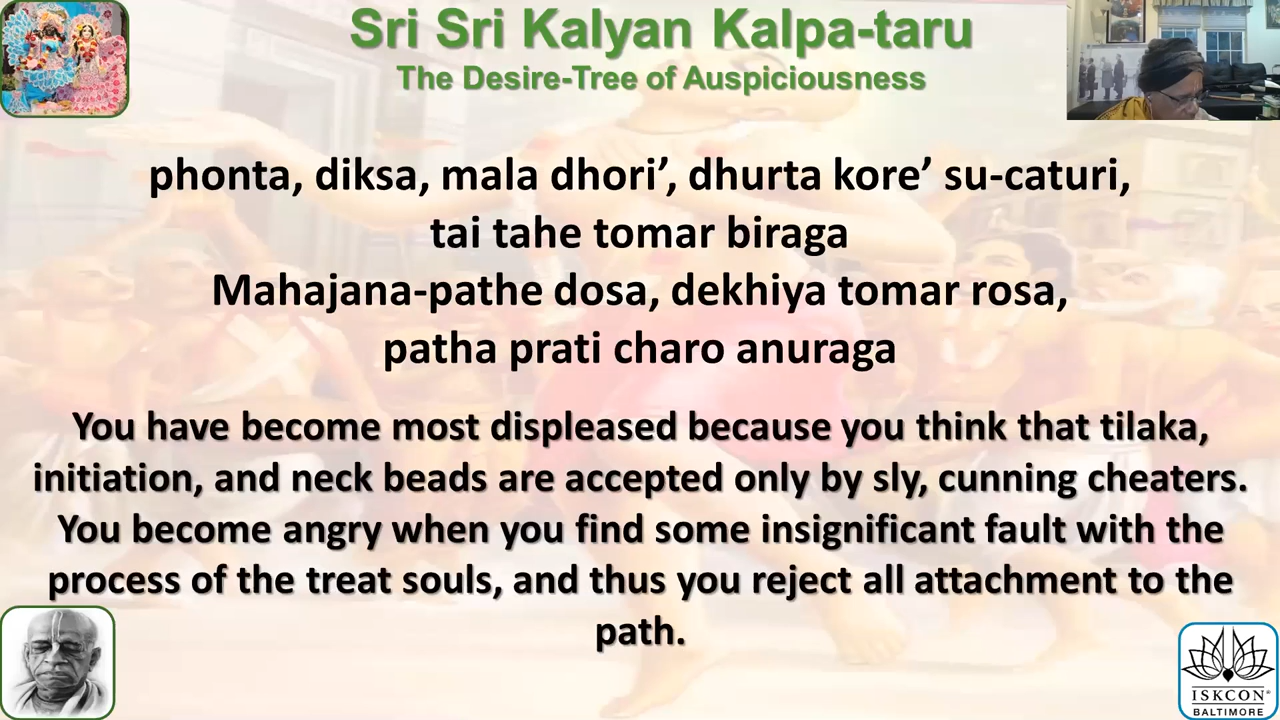 Sri Sri Kalyan Kalpa-taru
The Desire-Tree of Auspiciousness
phonta, diksa, mala dhori’, dhurta kore’ su-caturi,
tai tahe tomar biraga
Mahajana-pathe dosa, dekhiya tomar rosa,
patha prati charo anuraga
You have become most displeased because you think that tilaka,
initiation, and neck beads are accepted only by sly, cunning cheaters.
You become angry when you find some insignificant fault with the
process of the treat souls, and thus you reject all attachment to the
path.
ISKCON®
BALTIMORE